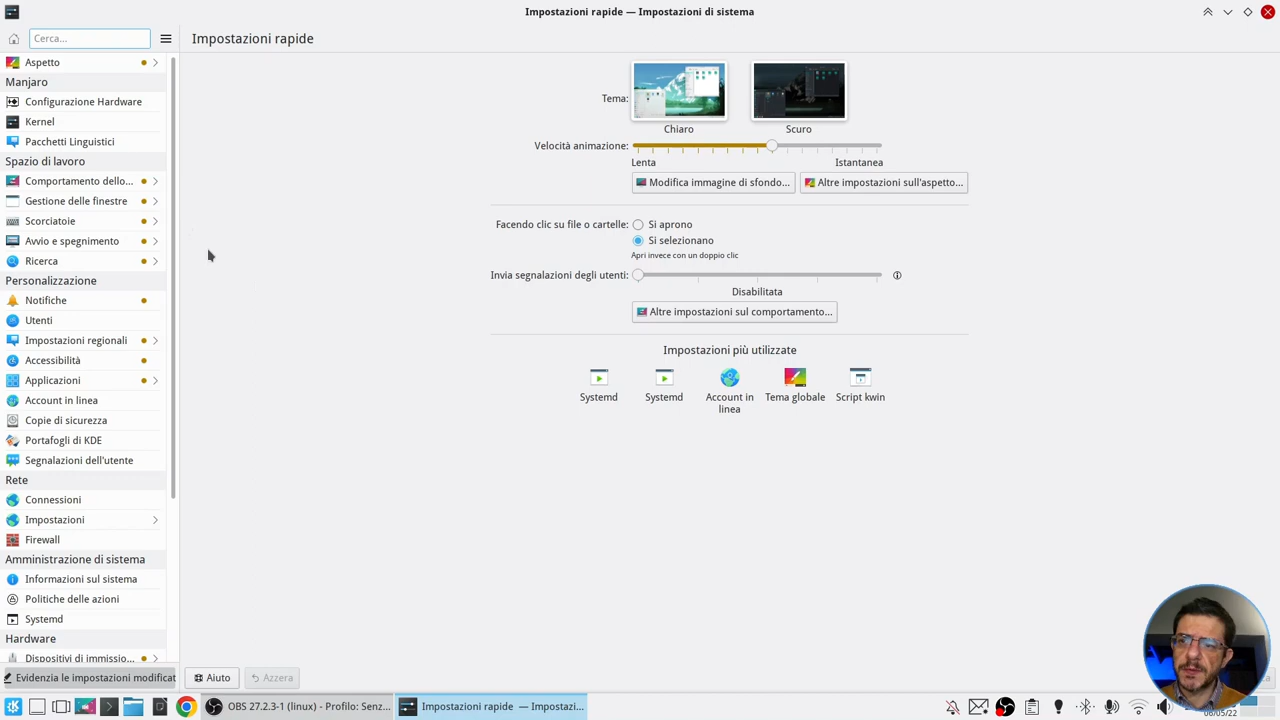 Impostazioni rapide — Impostazioni di sistema
Cerca...
Impostazioni rapide
Aspetto
Manjaro
Configurazione Hardware
Kernel
Pacchetti Linguistici
Spazio di lavoro
Comportamento dello...
Gestione delle finestre
Scorciatoie
Avvio e spegnimento
Ricerca
Personalizzazione
Notifiche
Utenti
Impostazioni regionali
Accessibilità
Applicazioni
Account in linea
Copie di sicurezza
Portafogli di KDE
Segnalazioni dell'utente
Rete
Connessioni
Impostazioni
Firewall
Amministrazione di sistema
Informazioni sul sistema
Politiche delle azioni
Systemd
Hardware
Dispositivi di immissio...
Evidenzia le impostazioni modificat
Tema:
Chiaro
Scuro
Velocità animazione:
Lenta
Istantanea
Modifica immagine di sfondo...
Altre impostazioni sull'aspetto...
Facendo clic su file o cartelle:
Si aprono
Si selezionano
Apri invece con un doppio clic
Invia segnalazioni degli utenti:
Disabilitata
Altre impostazioni sul comportamento...
Impostazioni più utilizzate
Systemd
Systemd
Account in
linea
Tema globale
Script kwin
Aiuto
Azzera
OBS 27.2.3-1 (linux) - Profilo: Senz...
Impostazioni rapide — Impostazi...
06/05/22